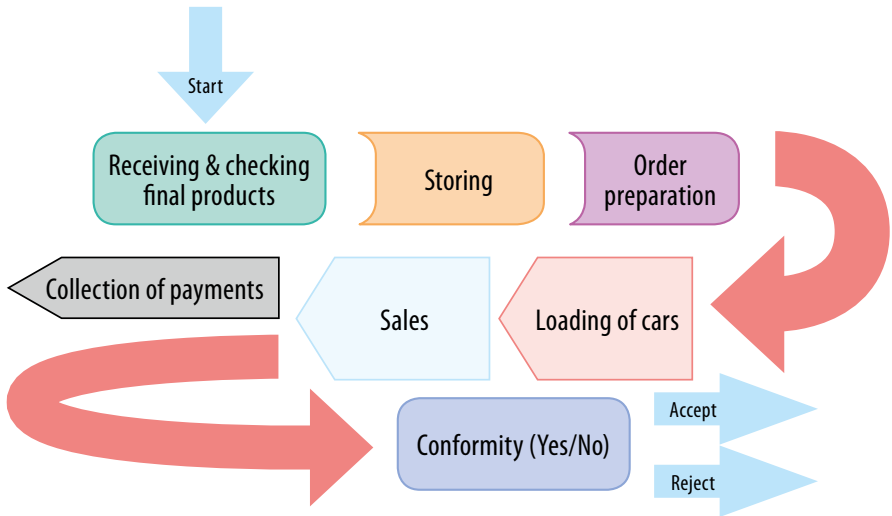 Start
Receiving & checking
final products
Storing
Order
preparation
Collection of payments
Sales
Loading of cars
Accept
Conformity (Yes/No)
Reject